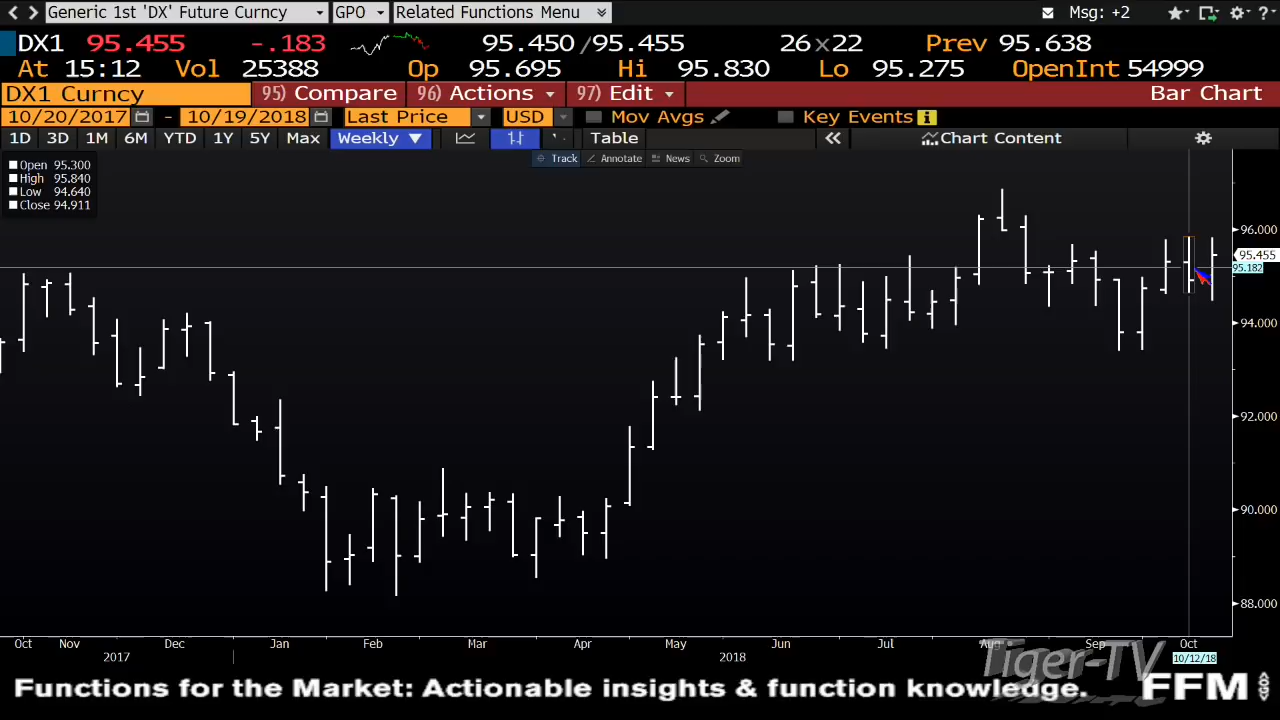 Generic 1st 'DX' Future Curncy GPO Related Functions Menu Msg: +2 ?
DX1 95.455 -.183 95.450 /95.455 26 x 22 Prev 95.638
At 15:12 Vol 25388 Op 95.695 Hi 95.830 Lo 95.275 OpenInt 54999
DX1 Curncy 95) Compare 96) Actions 97) Edit Bar Chart
10/20/2017 - 10/19/2018 Last Price USD Mov Avgs Key Events i
1D 3D 1M 6M YTD 1Y 5Y Max Weekly Table Chart Content
Track Annotate News Zoom
Open 95.300
High 95.840
Low 94.640
Close 94.911
96.000
95.455
95.182
94.000
92.000
90.000
88.000
Oct Nov Dec Jan Feb Mar Apr May Jun Jul Aug Sep Oct
2017 2018 10/12/18
Tiger-TV
Functions for the Market: Actionable insights & function knowledge. FFM